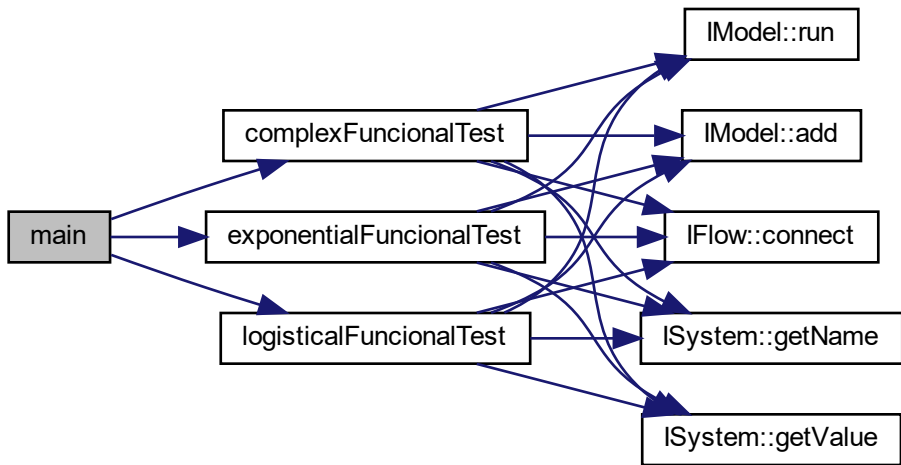 main
complexFuncionalTest
exponentialFuncionalTest
logisticalFuncionalTest
IModel::run
IModel::add
IFlow::connect
ISystem::getName
ISystem::getValue